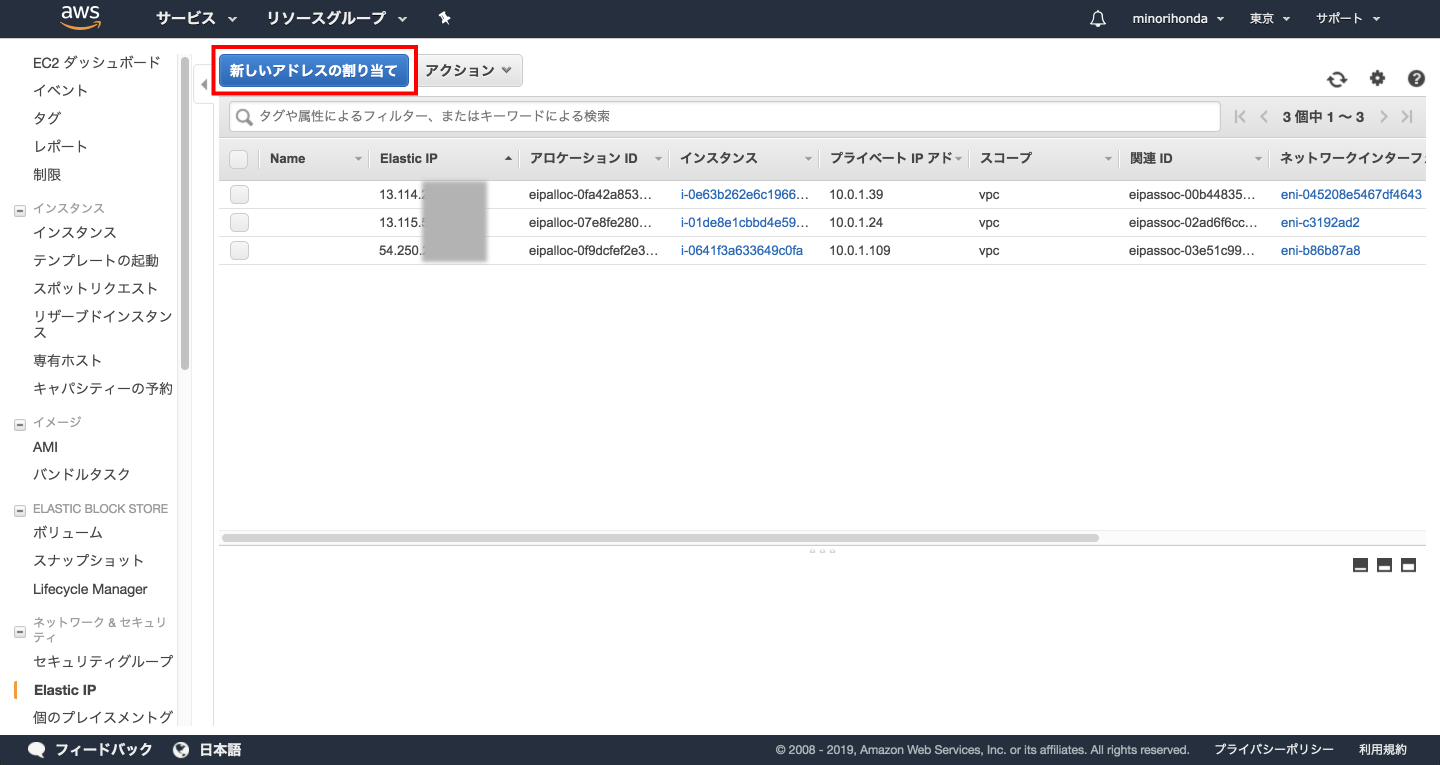 aws サービス リソースグループ minorihonda 東京 サポート
EC2 ダッシュボード
イベント
タグ
レポート
制限
インスタンス
インスタンス
テンプレートの起動
スポットリクエスト
リザーブドインスタン
ス
専有ホスト
キャパシティーの予約
イメージ
AMI
バンドルタスク
ELASTIC BLOCK STORE
ボリューム
スナップショット
Lifecycle Manager
ネットワーク & セキュリ
ティ
セキュリティグループ
Elastic IP
個のプレイスメントグ
新しいアドレスの割り当て アクション
タグや属性によるフィルター、またはキーワードによる検索 3 個中 1 〜 3
Name Elastic IP アロケーション ID インスタンス プライベート IP アド スコープ 関連 ID ネットワークインターフ
13.114. eipalloc-0fa42a853... i-0e63b262e6c1966... 10.0.1.39 vpc eipassoc-00b44835... eni-045208e5467df4643
13.115. eipalloc-07e8fe280... i-01de8e1cbbd4e59... 10.0.1.24 vpc eipassoc-02ad6f6cc... eni-c3192ad2
54.250. eipalloc-0f9dcfef2e3... i-0641f3a633649c0fa 10.0.1.109 vpc eipassoc-03e51c99... eni-b86b87a8
フィードバック 日本語 © 2008 - 2019, Amazon Web Services, Inc. or its affiliates. All rights reserved. プライバシーポリシー 利用規約